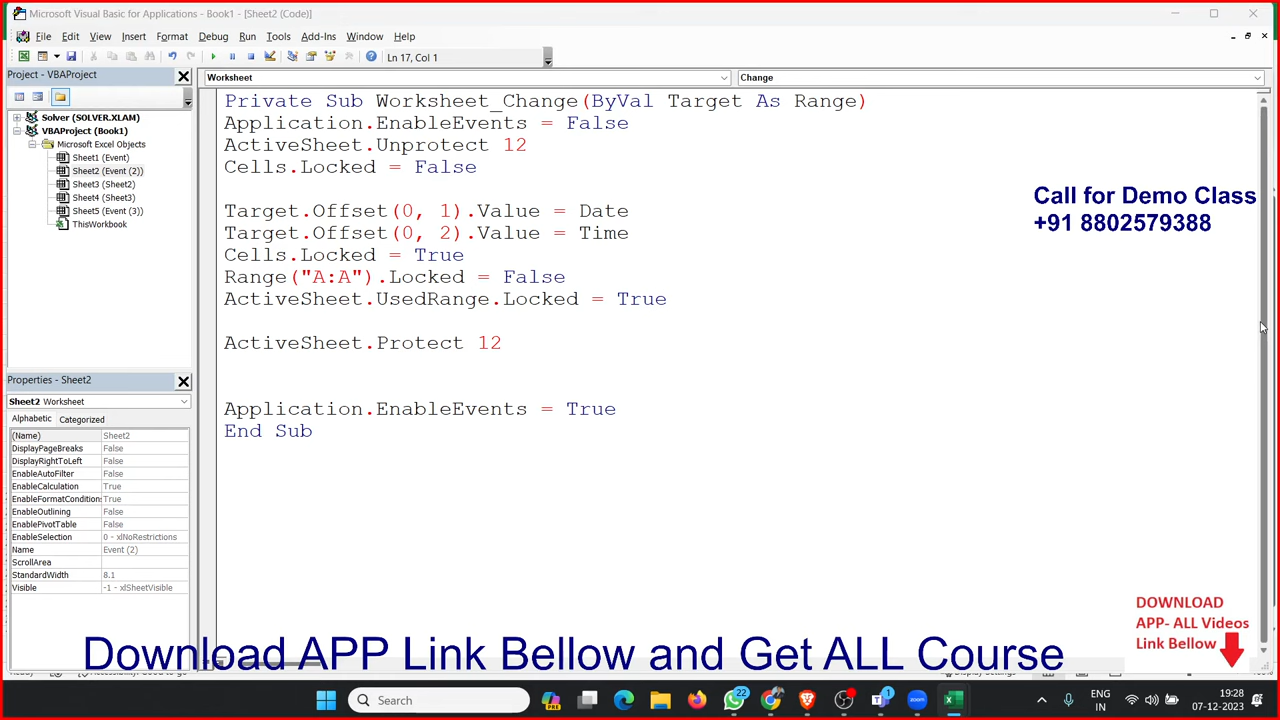 Microsoft Visual Basic for Applications - Book1 - [Sheet2 (Code)]
File Edit View Insert Format Debug Run Tools Add-Ins Window Help
Ln 17, Col 1
Project - VBAProject
Worksheet
Change
Solver (SOLVER.XLAM)
VBAProject (Book1)
Microsoft Excel Objects
Sheet1 (Event)
Sheet2 (Event (2))
Sheet3 (Sheet2)
Sheet4 (Sheet3)
Sheet5 (Event (3))
ThisWorkbook
Private Sub Worksheet_Change(ByVal Target As Range)
Application.EnableEvents = False
ActiveSheet.Unprotect 12
Cells.Locked = False
Target.Offset(0, 1).Value = Date
Target.Offset(0, 2).Value = Time
Cells.Locked = True
Range("A:A").Locked = False
ActiveSheet.UsedRange.Locked = True
ActiveSheet.Protect 12
Application.EnableEvents = True
End Sub
Call for Demo Class
+91 8802579388
Properties - Sheet2
Sheet2 Worksheet
Alphabetic Categorized
(Name) Sheet2
DisplayPageBreaks False
DisplayRightToLeft False
EnableAutoFilter False
EnableCalculation True
EnableFormatConditions True
EnableOutlining False
EnablePivotTable False
EnableSelection 0 - xlNoRestrictions
Name Event (2)
ScrollArea
StandardWidth 8.1
Visible -1 - xlSheetVisible
DOWNLOAD
APP- ALL Videos
Link Bellow
Download APP Link Bellow and Get ALL Course
Search
PRE
22
1
ENG
IN
19:28
07-12-2023